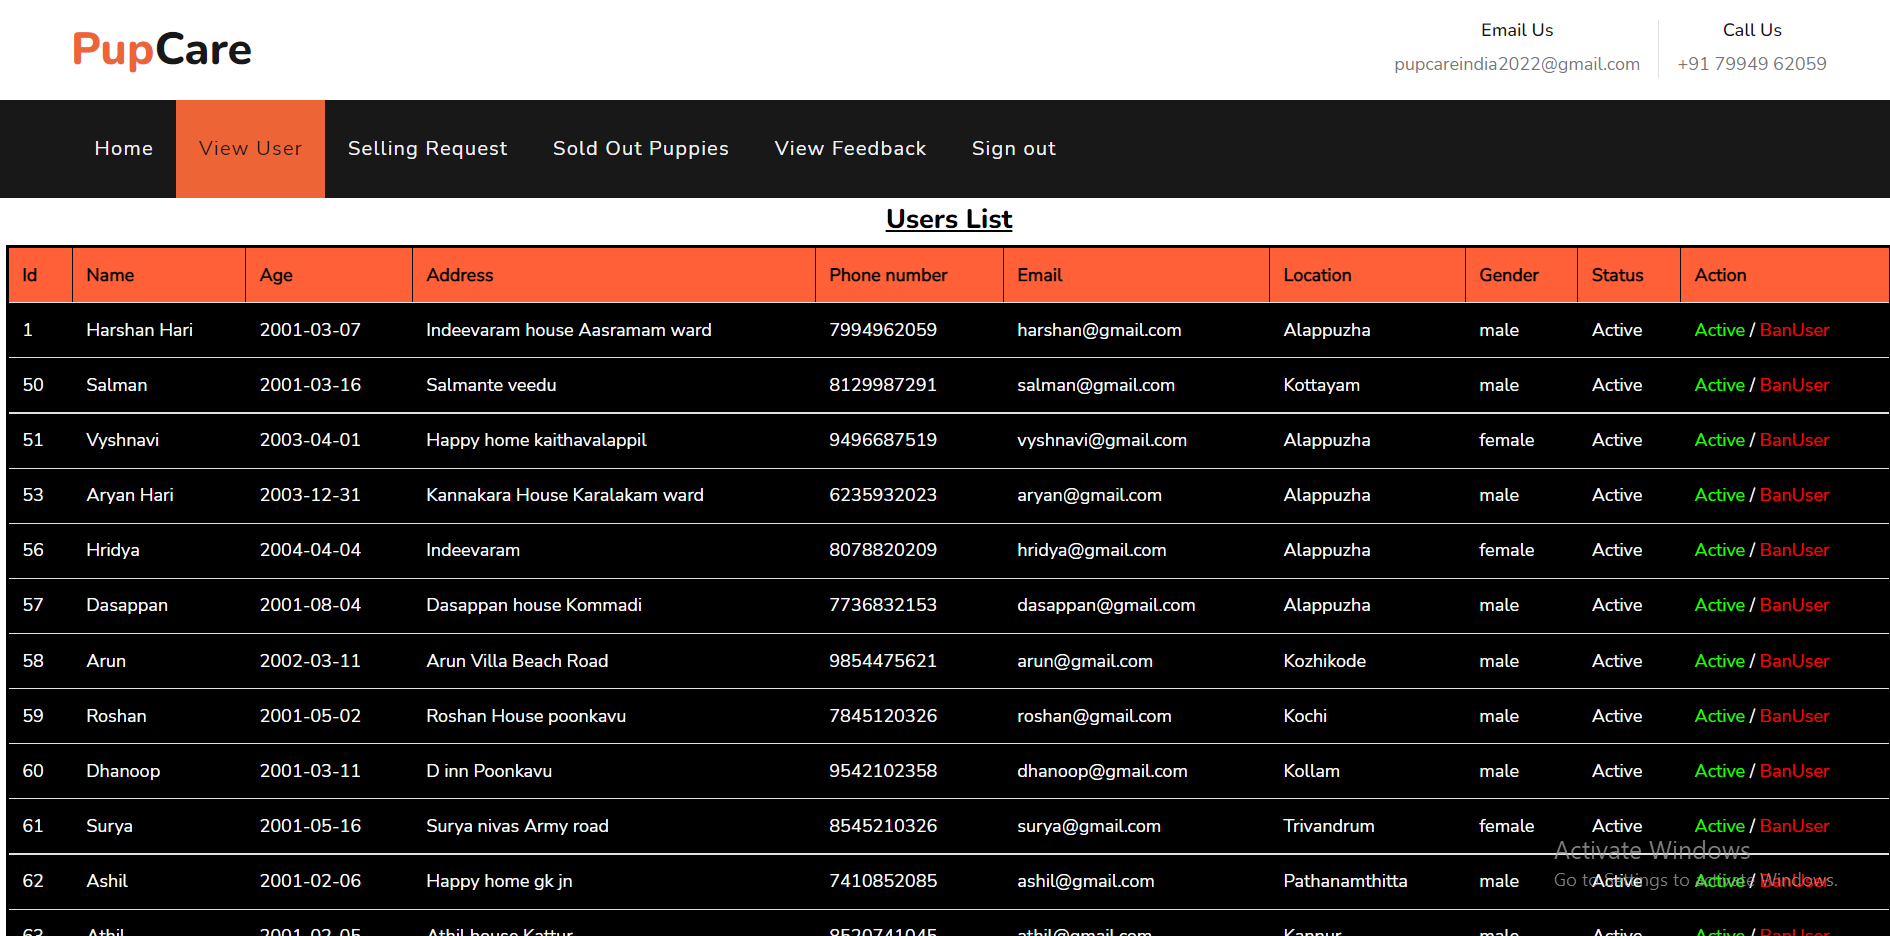 PupCare
Email Us
pupcareindia2022@gmail.com
Call Us
+91 79949 62059
Home View User Selling Request Sold Out Puppies View Feedback Sign out
Users List
Id Name Age Address Phone number Email Location Gender Status Action
1 Harshan Hari 2001-03-07 Indeevaram house Aasramam ward 7994962059 harshan@gmail.com Alappuzha male Active Active / BanUser
50 Salman 2001-03-16 Salmante veedu 8129987291 salman@gmail.com Kottayam male Active Active / BanUser
51 Vyshnavi 2003-04-01 Happy home kaithavalappil 9496687519 vyshnavi@gmail.com Alappuzha female Active Active / BanUser
53 Aryan Hari 2003-12-31 Kannakara House Karalakam ward 6235932023 aryan@gmail.com Alappuzha male Active Active / BanUser
56 Hridya 2004-04-04 Indeevaram 8078820209 hridya@gmail.com Alappuzha female Active Active / BanUser
57 Dasappan 2001-08-04 Dasappan house Kommadi 7736832153 dasappan@gmail.com Alappuzha male Active Active / BanUser
58 Arun 2002-03-11 Arun Villa Beach Road 9854475621 arun@gmail.com Kozhikode male Active Active / BanUser
59 Roshan 2001-05-02 Roshan House poonkavu 7845120326 roshan@gmail.com Kochi male Active Active / BanUser
60 Dhanoop 2001-03-11 D inn Poonkavu 9542102358 dhanoop@gmail.com Kollam male Active Active / BanUser
61 Surya 2001-05-16 Surya nivas Army road 8545210326 surya@gmail.com Trivandrum female Active Active / BanUser
Activate Windows
62 Ashil 2001-02-06 Happy home gk jn 7410852085 ashil@gmail.com Pathanamthitta male Active Active / BanUser
Go to Settings to activate Windows.
63 Athil 2001-02-05 Athil house Kattur 8520741045 athil@gmail.com Kannur male Active Active / BanUser